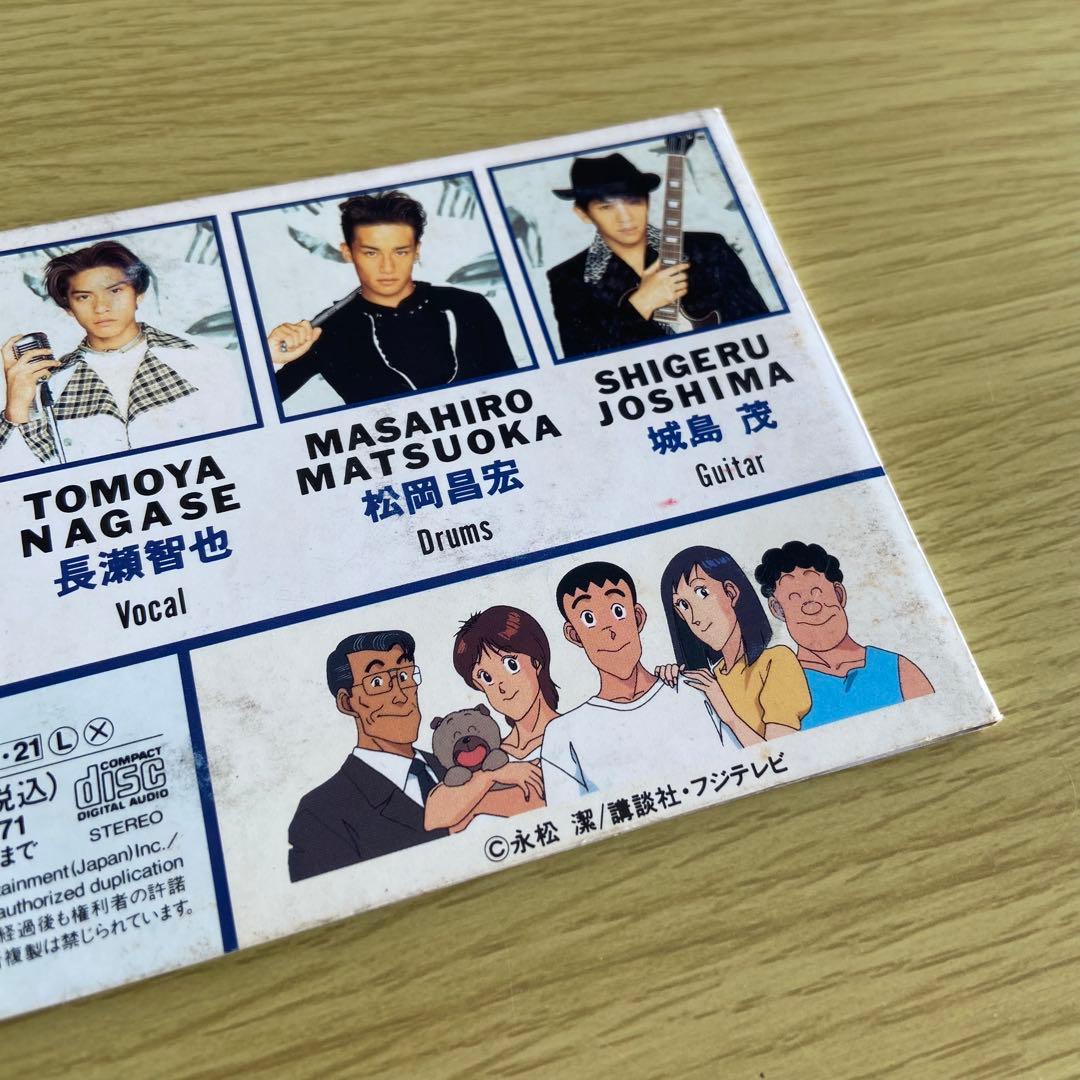 TOMOYA
NAGASE
長瀬智也
Vocal
MASAHIRO
MATSUOKA
松岡昌宏
Drums
SHIGERU
JOSHIMA
城島 茂
Guitar
・21 L X
税込)
71
まで
COMPACT
disc
DIGITAL AUDIO
STEREO
tainment(Japan)Inc./
authorized duplication
経過後も権利者の許諾
複製は禁じられています。
©永松 潔/講談社・フジテレビ